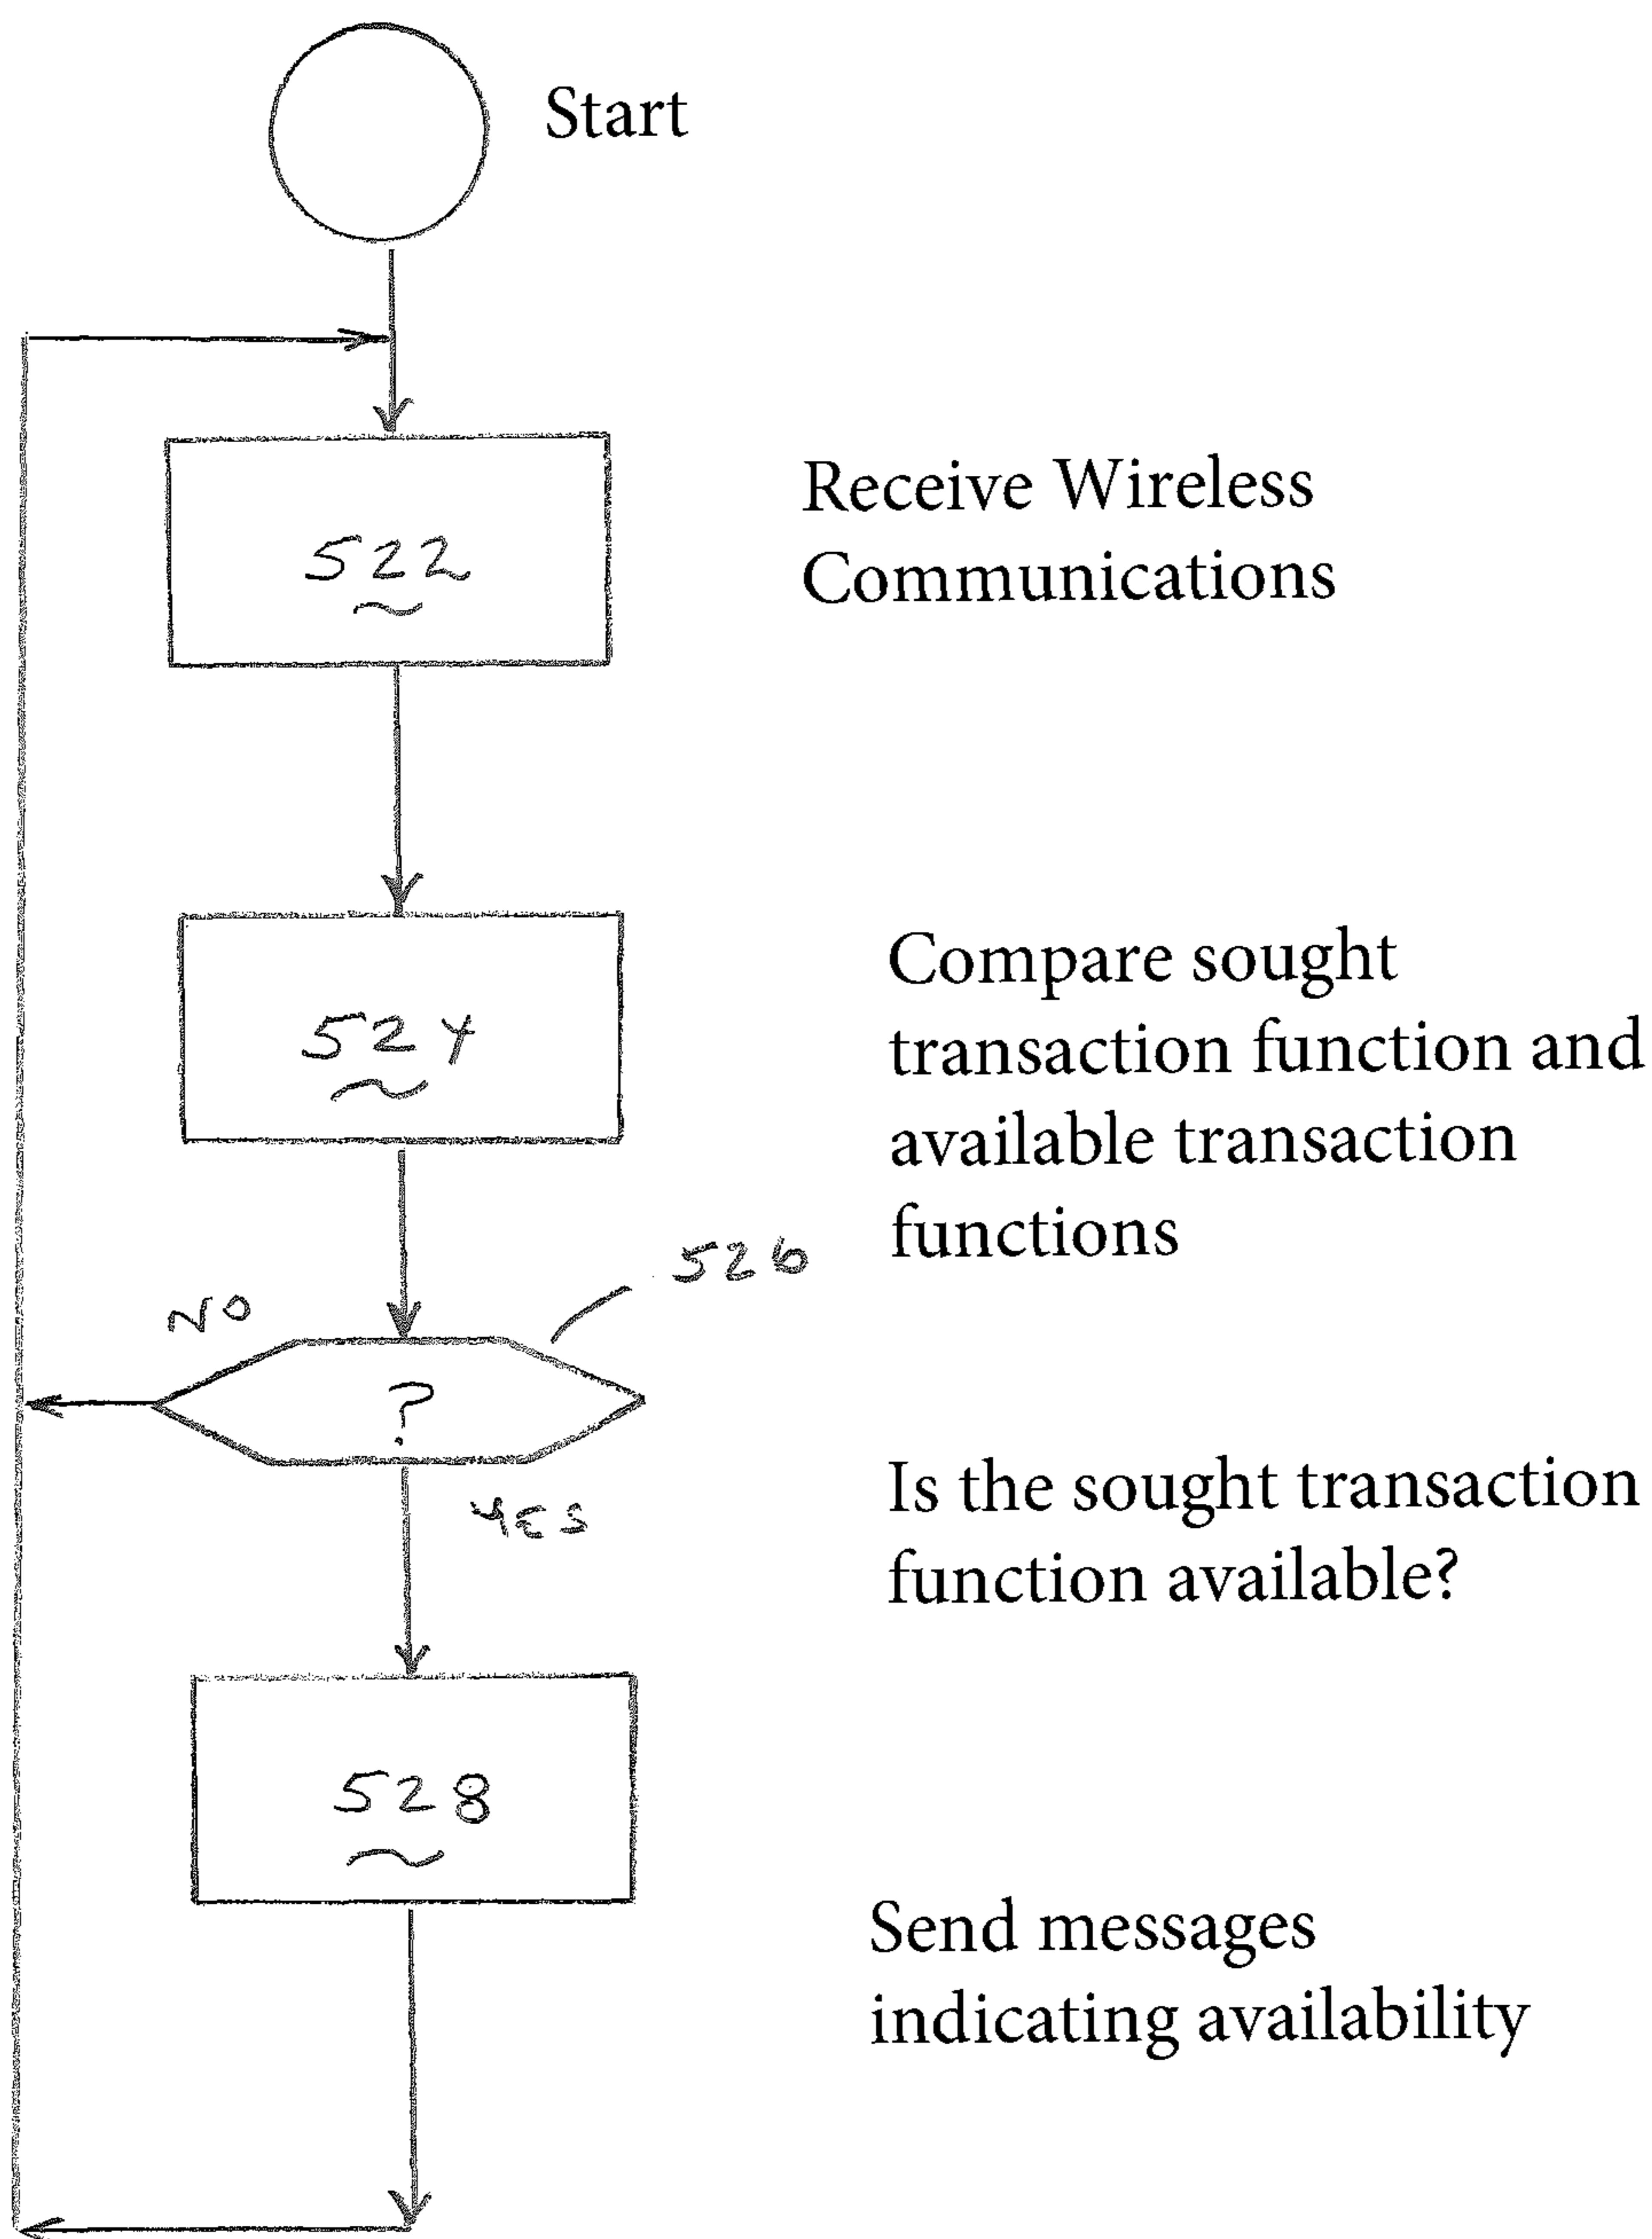 Start
Receive Wireless
Communications
522
Compare sought
transaction function and
524
available transaction
functions
526
NO
?
Is the sought transaction
YES
function available?
528
Send messages
indicating availability